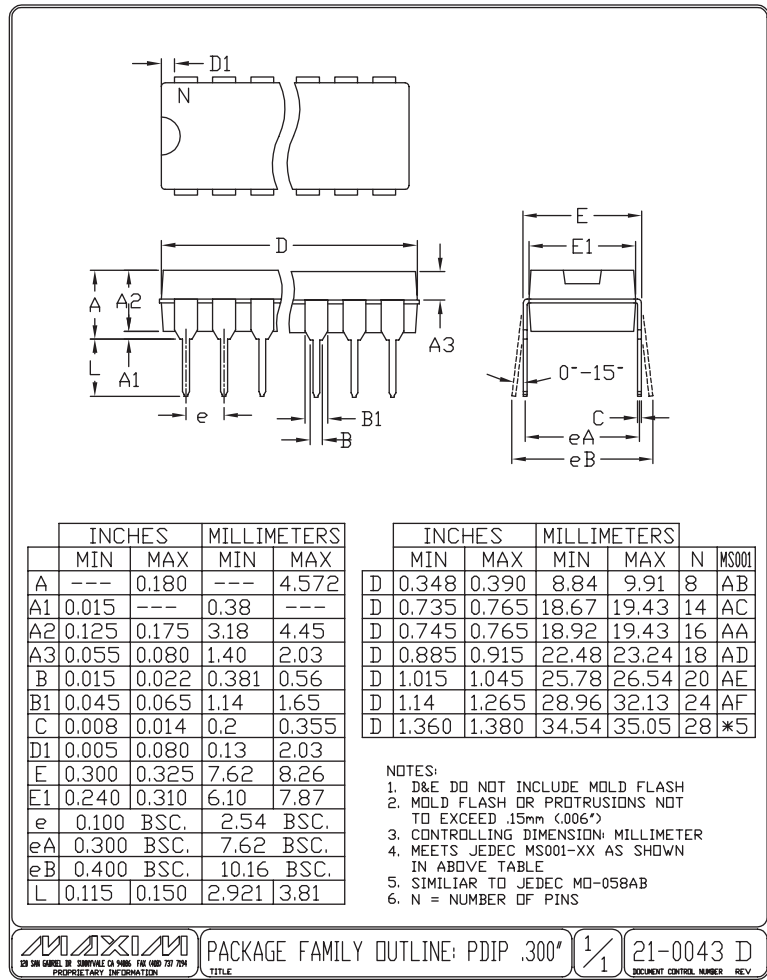 D1
N
D
E
E1
A
A2
A3
L
A1
0°-15°
e
B1
B
C
eA
eB
INCHES MILLIMETERS
MIN MAX MIN MAX
A --- 0.180 --- 4.572
A1 0.015 --- 0.38 ---
A2 0.125 0.175 3.18 4.45
A3 0.055 0.080 1.40 2.03
B 0.015 0.022 0.381 0.56
B1 0.045 0.065 1.14 1.65
C 0.008 0.014 0.2 0.355
D1 0.005 0.080 0.13 2.03
E 0.300 0.325 7.62 8.26
E1 0.240 0.310 6.10 7.87
e 0.100 BSC. 2.54 BSC.
eA 0.300 BSC. 7.62 BSC.
eB 0.400 BSC. 10.16 BSC.
L 0.115 0.150 2.921 3.81
INCHES MILLIMETERS
MIN MAX MIN MAX N MS001
D 0.348 0.390 8.84 9.91 8 AB
D 0.735 0.765 18.67 19.43 14 AC
D 0.745 0.765 18.92 19.43 16 AA
D 0.885 0.915 22.48 23.24 18 AD
D 1.015 1.045 25.78 26.54 20 AE
D 1.14 1.265 28.96 32.13 24 AF
D 1.360 1.380 34.54 35.05 28 *5
NOTES:
1. D&E DO NOT INCLUDE MOLD FLASH
2. MOLD FLASH OR PROTRUSIONS NOT
TO EXCEED .15mm (.006")
3. CONTROLLING DIMENSION: MILLIMETER
4. MEETS JEDEC MS001-XX AS SHOWN
IN ABOVE TABLE
5. SIMILIAR TO JEDEC MO-058AB
6. N = NUMBER OF PINS
MAXIM
120 SAN GABRIEL DR SUNNYVALE CA 94086 FAX (408) 737 7194
PROPRIETARY INFORMATION
PACKAGE FAMILY OUTLINE: PDIP .300"
TITLE
1/1
21-0043 D
DOCUMENT CONTROL NUMBER REV